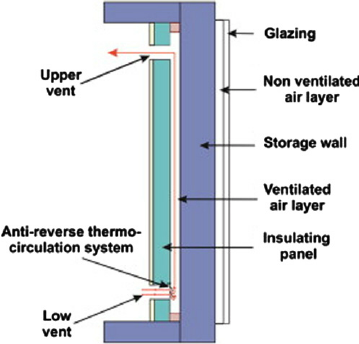 Glazing
Upper
vent
Non ventilated
air layer
Storage wall
Ventilated
air layer
Anti-reverse thermo-
circulation system
Insulating
panel
Low
vent